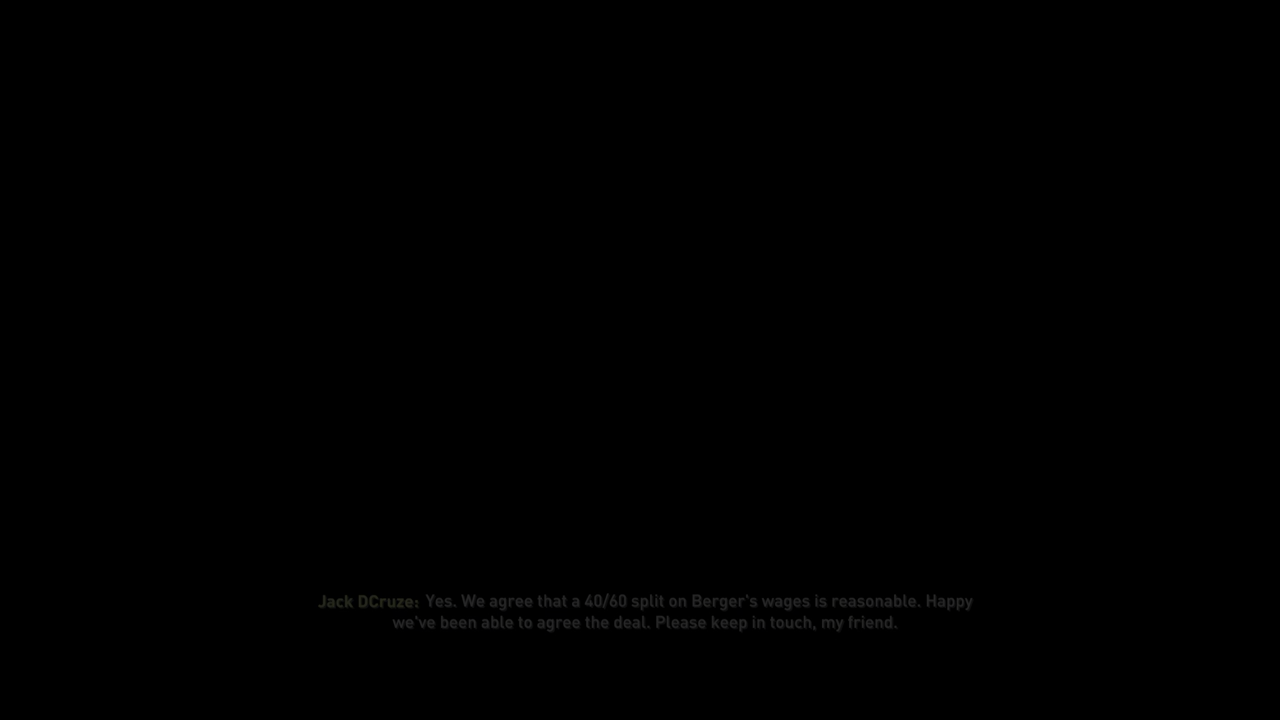 Jack DCruze: Yes. We agree that a 40/60 split on Berger's wages is reasonable. Happy
we've been able to agree the deal. Please keep in touch, my friend.